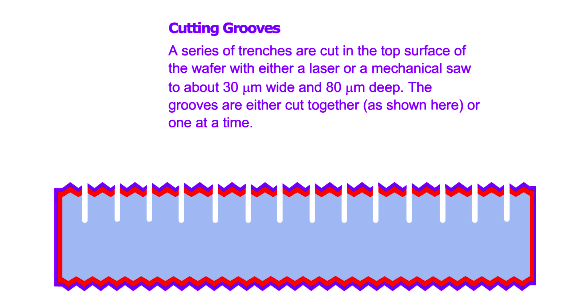 Cutting Grooves
A series of trenches are cut in the top surface of
the wafer with either a laser or a mechanical saw
to about 30 μm wide and 80 μm deep. The
grooves are either cut together (as shown here) or
one at a time.